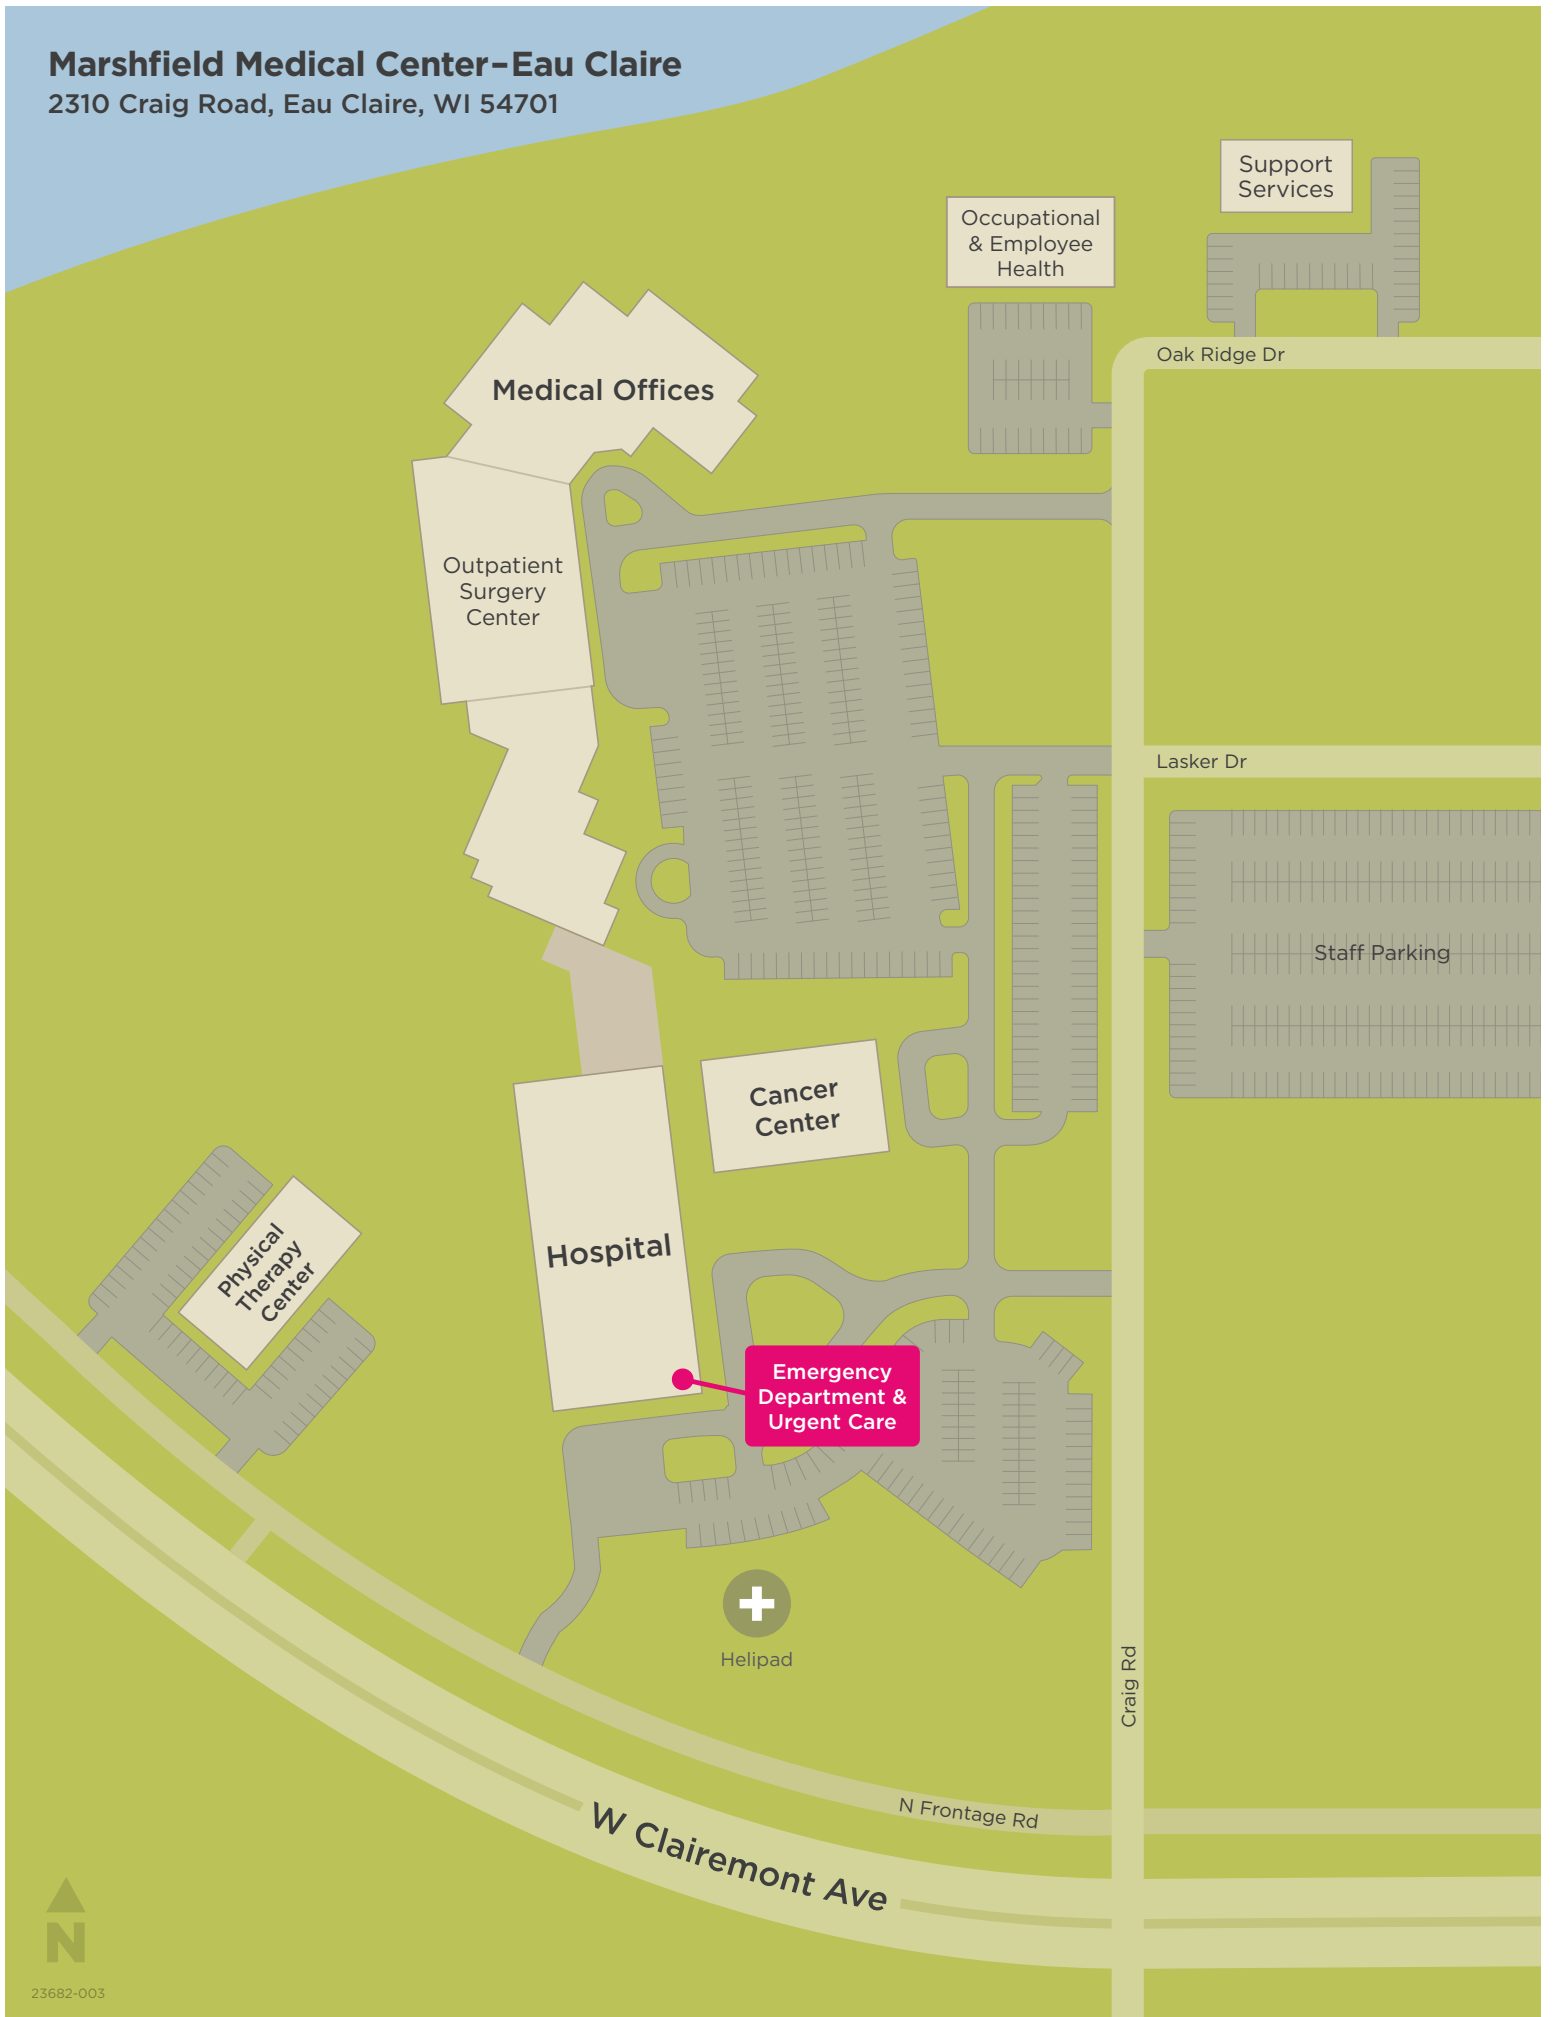 Marshfield Medical Center–Eau Claire
2310 Craig Road, Eau Claire, WI 54701
Support
Services
Occupational
& Employee
Health
Oak Ridge Dr
Medical Offices
Outpatient
Surgery
Center
Lasker Dr
Staff Parking
Cancer
Center
Physical
Therapy
Center
Hospital
Emergency
Department &
Urgent Care
Helipad
Craig Rd
N Frontage Rd
W Clairemont Ave
N
23682-003